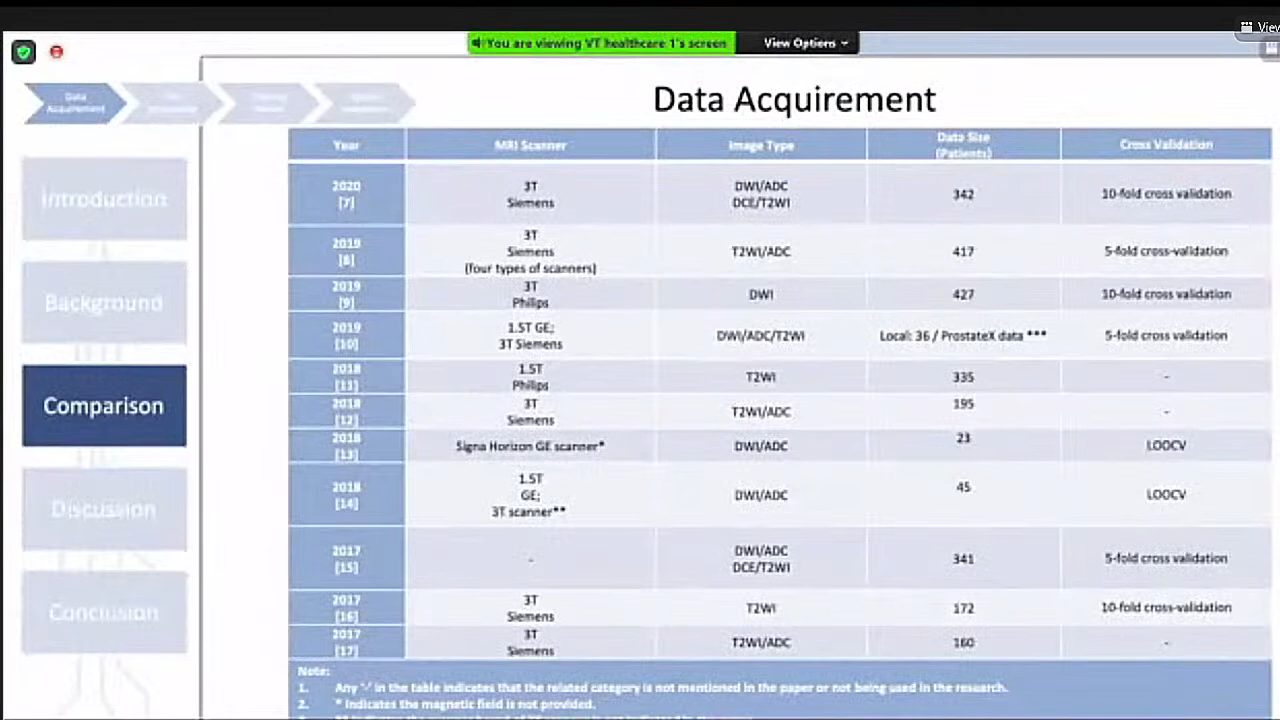 You are viewing VT healthcare 1's screen
View Options
View
Data
Acquirement
Data Acquirement
Introduction
Background
Comparison
Discussion
Conclusion
Year MRI Scanner Image Type Data Size (Patients) Cross Validation
2020
[7]
3T
Siemens
DWI/ADC
DCE/T2WI
342
10-fold cross validation
2019
[8]
3T
Siemens
(four types of scanners)
T2WI/ADC
417
5-fold cross-validation
2019
[9]
3T
Philips
DWI
427
10-fold cross validation
2019
[10]
1.5T GE;
3T Siemens
DWI/ADC/T2WI
Local: 36 / ProstateX data ***
5-fold cross validation
2018
[11]
1.5T
Philips
T2WI
335
-
2018
[12]
3T
Siemens
T2WI/ADC
195
-
2018
[13]
Signa Horizon GE scanner*
DWI/ADC
23
LOOCV
2018
[14]
1.5T
GE;
3T scanner**
DWI/ADC
45
LOOCV
2017
[15]
-
DWI/ADC
DCE/T2WI
341
5-fold cross validation
2017
[16]
3T
Siemens
T2WI
172
10-fold cross-validation
2017
[17]
3T
Siemens
T2WI/ADC
160
-
Note:
1. Any '-' in the table indicates that the related category is not mentioned in the paper or not being used in the research.
2. * Indicates the magnetic field is not provided.